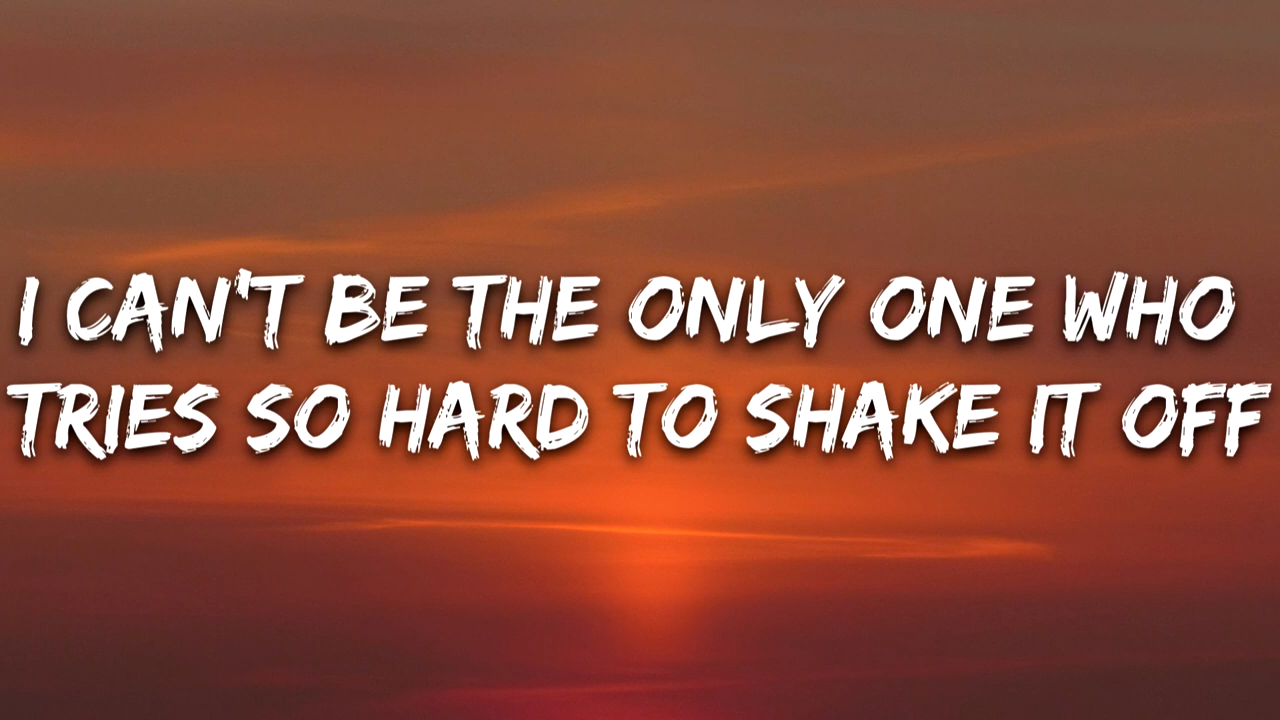 I CAN'T BE THE ONLY ONE WHO
TRIES SO HARD TO SHAKE IT OFF